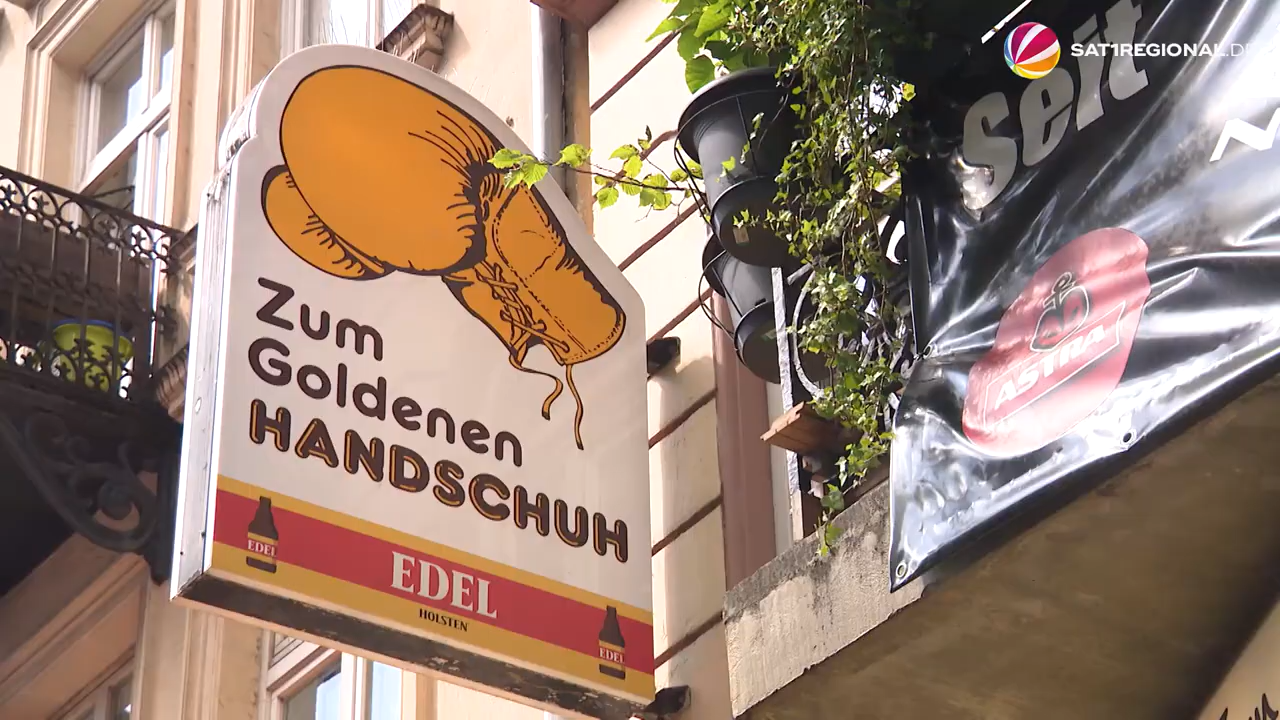 SAT1REGIONAL.DE
seit
Zum
Goldenen
HANDSCHUH
ASTRA
EDEL
EDEL
HOLSTEN
EDEL